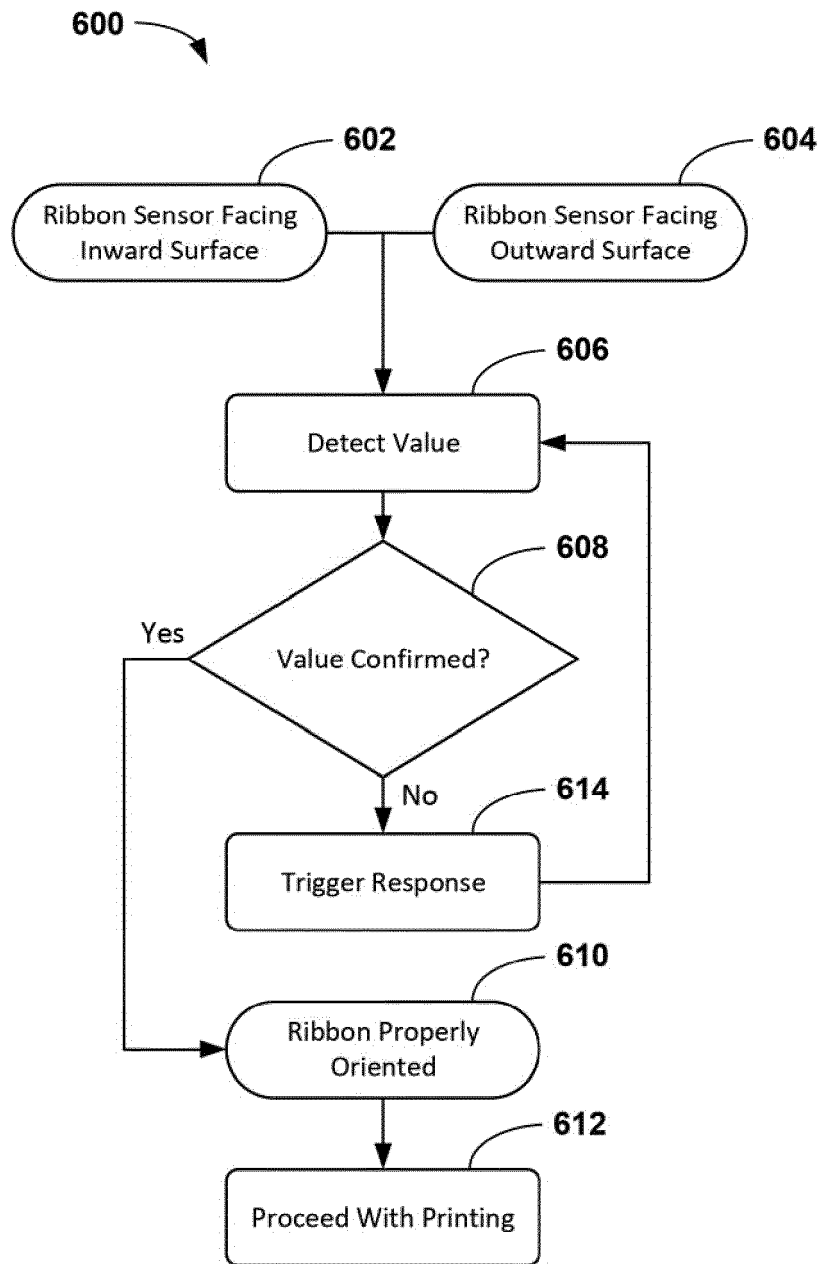 600
602
604
Ribbon Sensor Facing
Inward Surface
Ribbon Sensor Facing
Outward Surface
606
Detect Value
608
Value Confirmed?
Yes
No
614
Trigger Response
610
Ribbon Properly
Oriented
612
Proceed With Printing